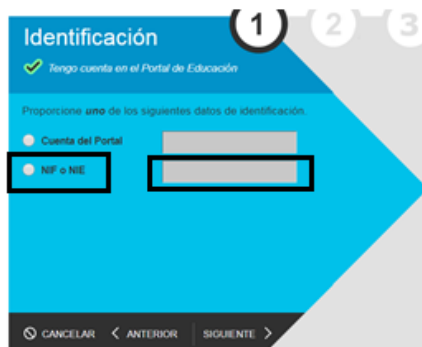 1 2 3
Identificación
Tengo cuenta en el Portal de Educación
Proporcione uno de los siguientes datos de identificación.
Cuenta del Portal
NIF o NIE
CANCELAR ANTERIOR SIGUIENTE